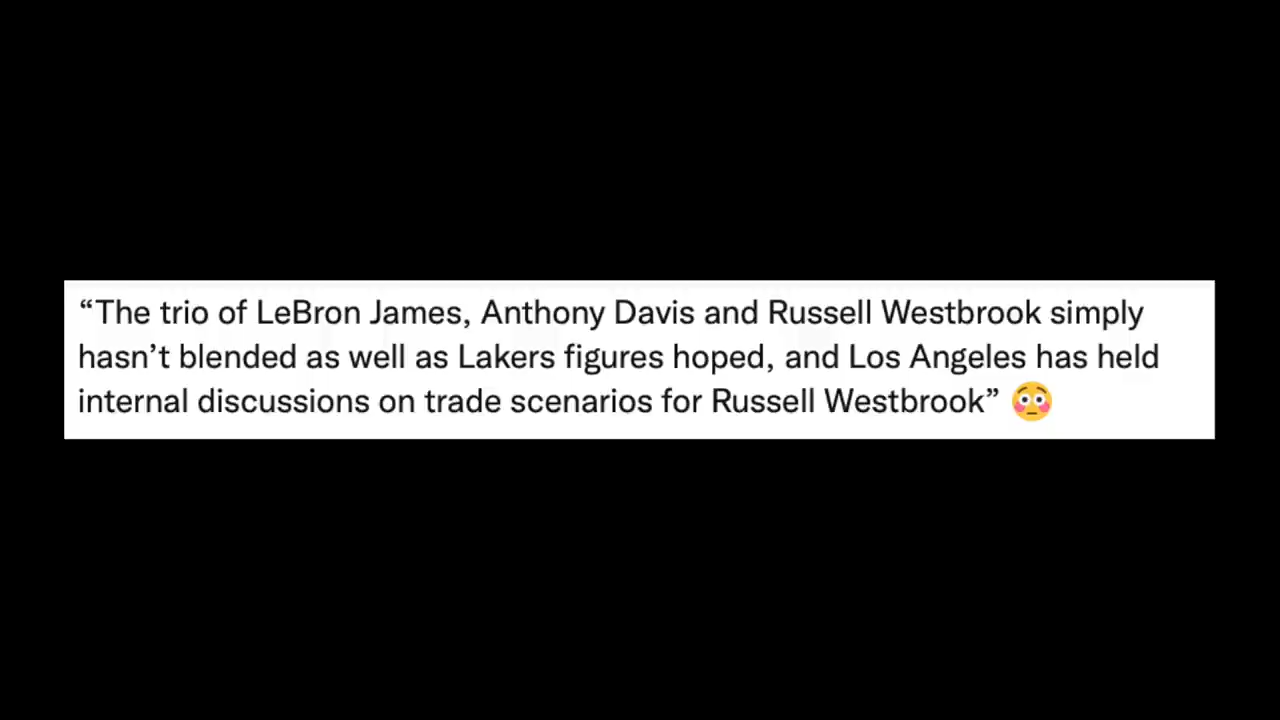 “The trio of LeBron James, Anthony Davis and Russell Westbrook simply
hasn’t blended as well as Lakers figures hoped, and Los Angeles has held
internal discussions on trade scenarios for Russell Westbrook” 😳